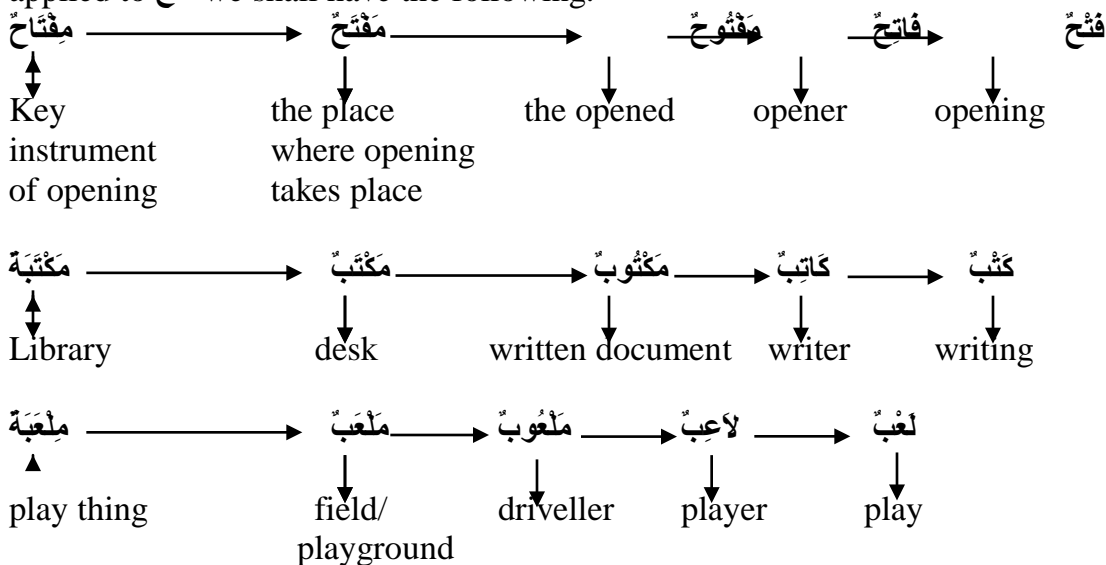 applied to فتح we shall have the following:
مِفْتَاحٌ مَفْتَحٌ مَفْتُوحٌ فَاتِحٌ فَتْحٌ
Key the place the opened opener opening
instrument where opening
of opening takes place
مَكْتَبَةٌ مَكْتَبٌ مَكْتُوبٌ كَاتِبٌ كَتْبٌ
Library desk written document writer writing
مِلْعَبَةٌ مَلْعَبٌ مَلْعُوبٌ لاَعِبٌ لَعْبٌ
play thing field/ driveller player play
playground